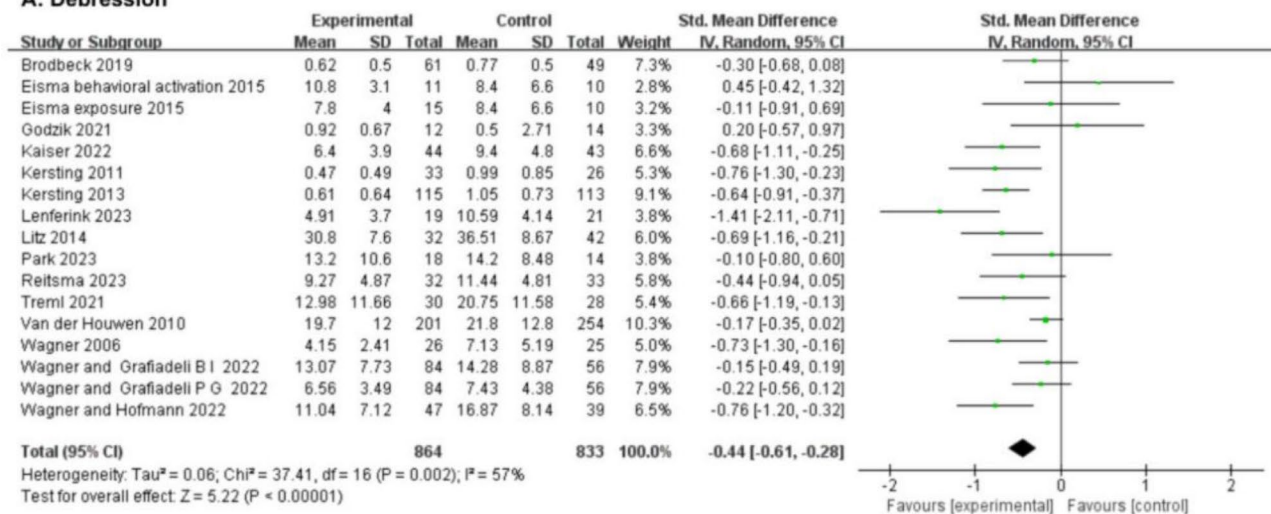 A: Depression
Experimental Control Std. Mean Difference Std. Mean Difference
Study or Subgroup Mean SD Total Mean SD Total Weight IV, Random, 95% CI IV, Random, 95% CI
Brodbeck 2019 0.62 0.5 61 0.77 0.5 49 7.3% -0.30 [-0.68, 0.08]
Eisma behavioral activation 2015 10.8 3.1 11 8.4 6.6 10 2.8% 0.45 [-0.42, 1.32]
Eisma exposure 2015 7.8 4 15 8.4 6.6 10 3.2% -0.11 [-0.91, 0.69]
Godzik 2021 0.92 0.67 12 0.5 2.71 14 3.3% 0.20 [-0.57, 0.97]
Kaiser 2022 6.4 3.9 44 9.4 4.8 43 6.6% -0.68 [-1.11, -0.25]
Kersting 2011 0.47 0.49 33 0.99 0.85 26 5.3% -0.76 [-1.30, -0.23]
Kersting 2013 0.61 0.64 115 1.05 0.73 113 9.1% -0.64 [-0.91, -0.37]
Lenferink 2023 4.91 3.7 19 10.59 4.14 21 3.8% -1.41 [-2.11, -0.71]
Litz 2014 30.8 7.6 32 36.51 8.67 42 6.0% -0.69 [-1.16, -0.21]
Park 2023 13.2 10.6 18 14.2 8.48 14 3.8% -0.10 [-0.80, 0.60]
Reitsma 2023 9.27 4.87 32 11.44 4.81 33 5.8% -0.44 [-0.94, 0.05]
Treml 2021 12.98 11.66 30 20.75 11.58 28 5.4% -0.66 [-1.19, -0.13]
Van der Houwen 2010 19.7 12 201 21.8 12.8 254 10.3% -0.17 [-0.35, 0.02]
Wagner 2006 4.15 2.41 26 7.13 5.19 25 5.0% -0.73 [-1.30, -0.16]
Wagner and Grafiadeli B I 2022 13.07 7.73 84 14.28 8.87 56 7.9% -0.15 [-0.49, 0.19]
Wagner and Grafiadeli P G 2022 6.56 3.49 84 7.43 4.38 56 7.9% -0.22 [-0.56, 0.12]
Wagner and Hofmann 2022 11.04 7.12 47 16.87 8.14 39 6.5% -0.76 [-1.20, -0.32]
Total (95% CI) 864 833 100.0% -0.44 [-0.61, -0.28]
Heterogeneity: Tau² = 0.06; Chi² = 37.41, df = 16 (P = 0.002); I² = 57%
Test for overall effect: Z = 5.22 (P < 0.00001)
-2 -1 0 1 2
Favours [experimental] Favours [control]